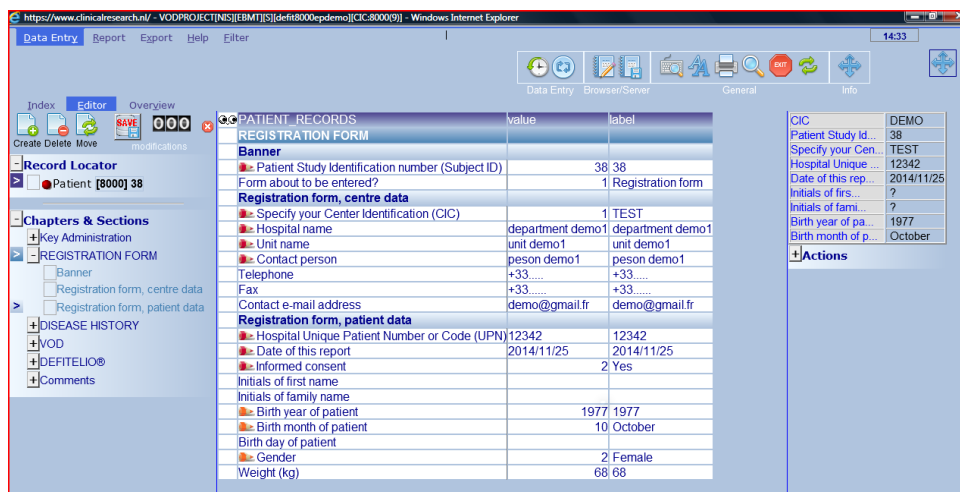 https://www.clinicalresearch.nl/ - VODPROJECT[NIS][EBMT][S][defit8000epdemo][CIC:8000(9)] - Windows Internet Explorer
Data Entry Report Export Help Filter 14:33
Data Entry Browser/Server General Info
EXIT
Index Editor Overview
SAVE 000
Create Delete Move modifications
Record Locator
Patient [8000] 38
Chapters & Sections
Key Administration
REGISTRATION FORM
Banner
Registration form, centre data
Registration form, patient data
DISEASE HISTORY
VOD
DEFITELIO®
Comments
PATIENT_RECORDS value label
REGISTRATION FORM
Banner
Patient Study Identification number (Subject ID) 38 38
Form about to be entered? 1 Registration form
Registration form, centre data
Specify your Center Identification (CIC) 1 TEST
Hospital name department demo1 department demo1
Unit name unit demo1 unit demo1
Contact person peson demo1 peson demo1
Telephone +33..... +33.....
Fax +33..... +33.....
Contact e-mail address demo@gmail.fr demo@gmail.fr
Registration form, patient data
Hospital Unique Patient Number or Code (UPN) 12342 12342
Date of this report 2014/11/25 2014/11/25
Informed consent 2 Yes
Initials of first name
Initials of family name
Birth year of patient 1977 1977
Birth month of patient 10 October
Birth day of patient
Gender 2 Female
Weight (kg) 68 68
CIC DEMO
Patient Study Id... 38
Specify your Cen... TEST
Hospital Unique ... 12342
Date of this rep... 2014/11/25
Initials of firs... ?
Initials of fami... ?
Birth year of pa... 1977
Birth month of p... October
Actions